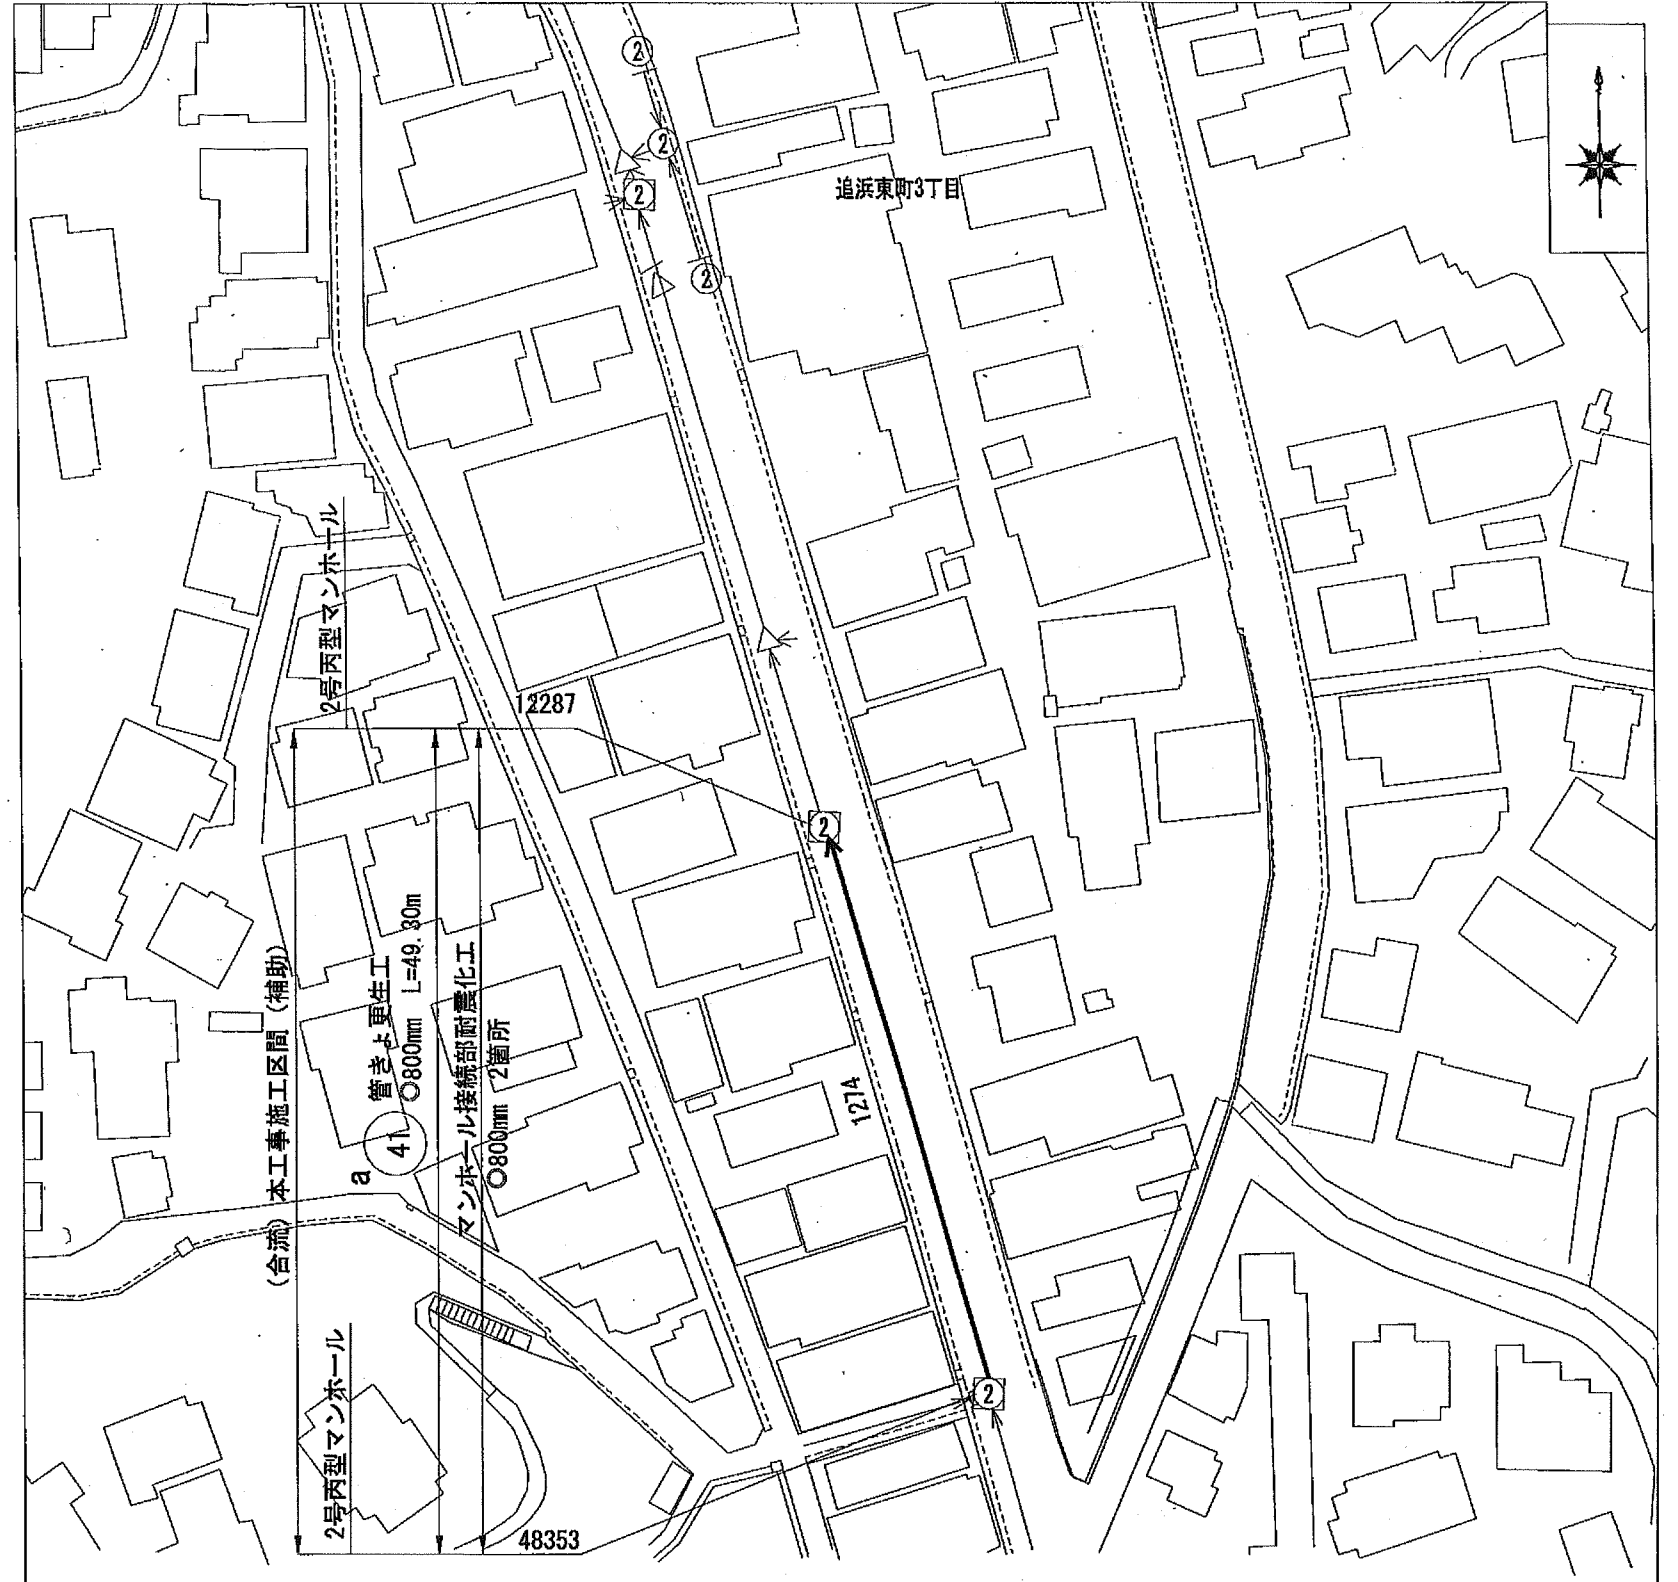 追浜東町3丁目
2
2
2
2
2号丙型マンホール
12287
2
(合流) 本工事施工区間 (補助)
a
41
管きょ更生工
○800mm L=49.30m
マンホール接続部耐震化工
○800mm 2箇所
1274
2
2号丙型マンホール
48353